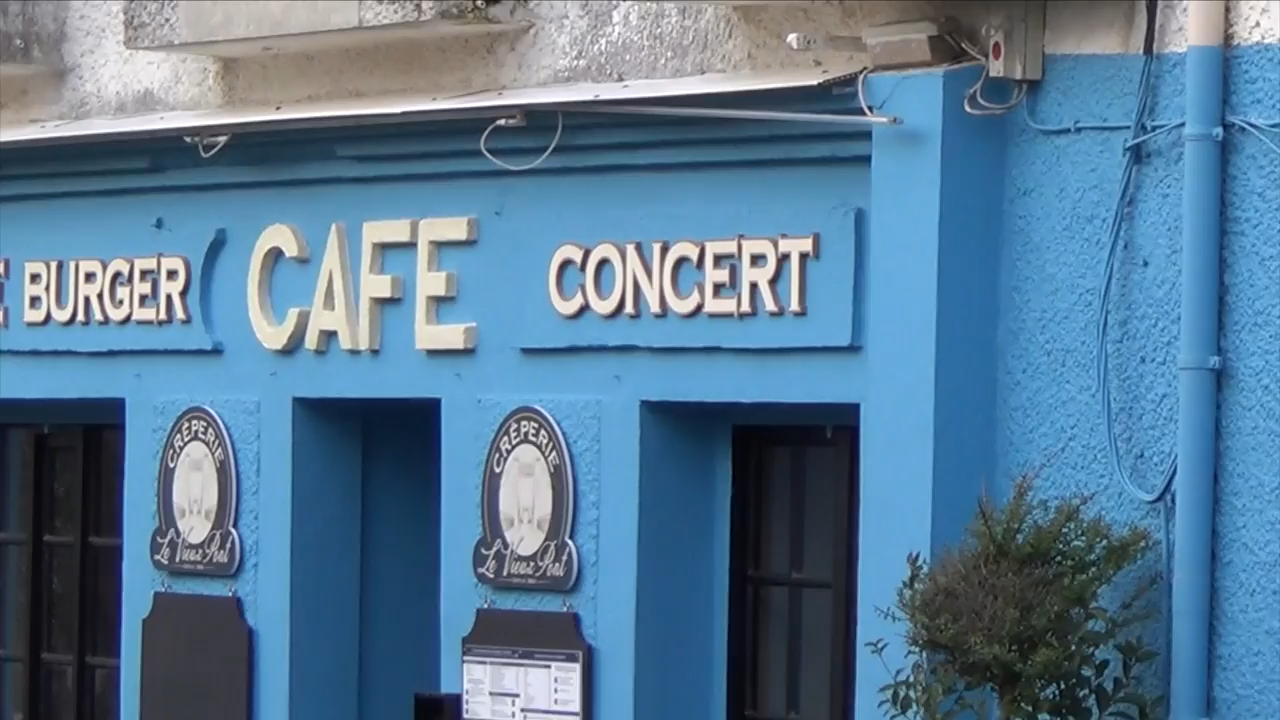 BURGER
CAFE
CONCERT
CRÊPERIE
Le Vieux Pont
CRÊPERIE
Le Vieux Pont